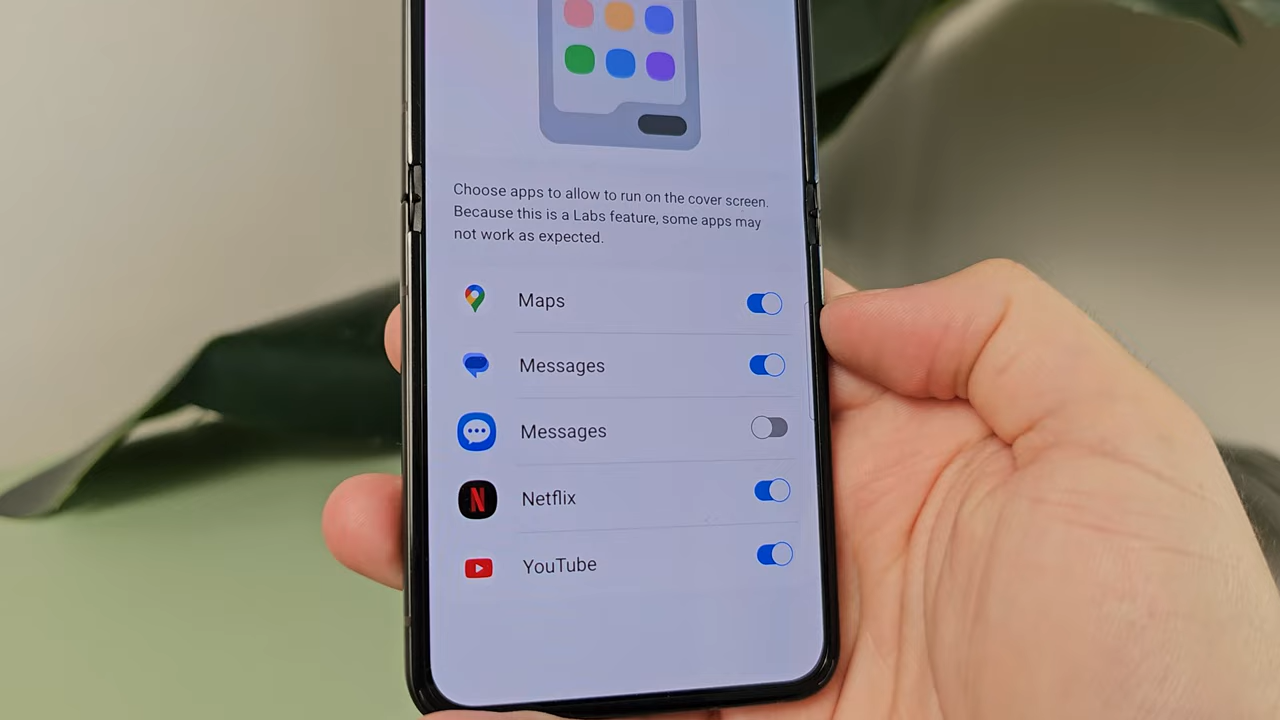 Choose apps to allow to run on the cover screen.
Because this is a Labs feature, some apps may
not work as expected.
Maps
Messages
Messages
N Netflix
YouTube